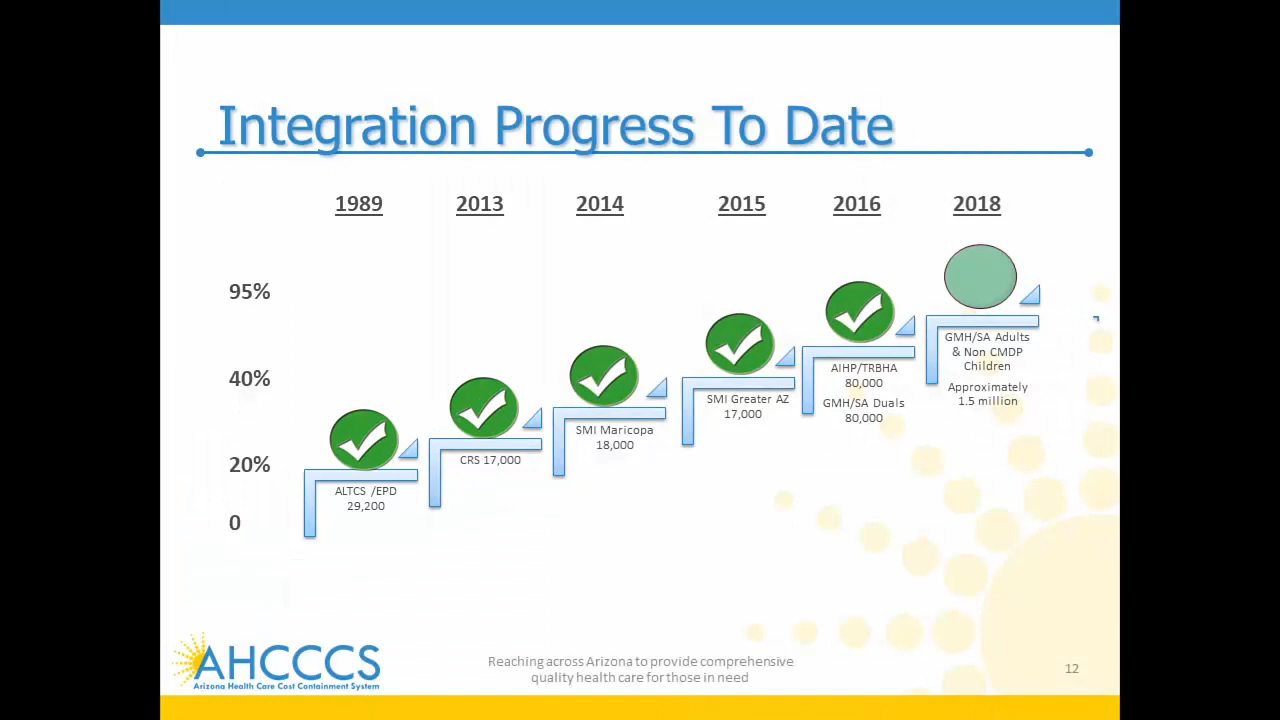 Integration Progress To Date
1989
2013
2014
2015
2016
2018
95%
40%
20%
0
ALTCS /EPD
29,200
CRS 17,000
SMI Maricopa
18,000
SMI Greater AZ
17,000
AIHP/TRBHA
80,000
GMH/SA Duals
80,000
GMH/SA Adults
& Non CMDP
Children
Approximately
1.5 million
AHCCCS
Arizona Health Care Cost Containment System
Reaching across Arizona to provide comprehensive
quality health care for those in need
12